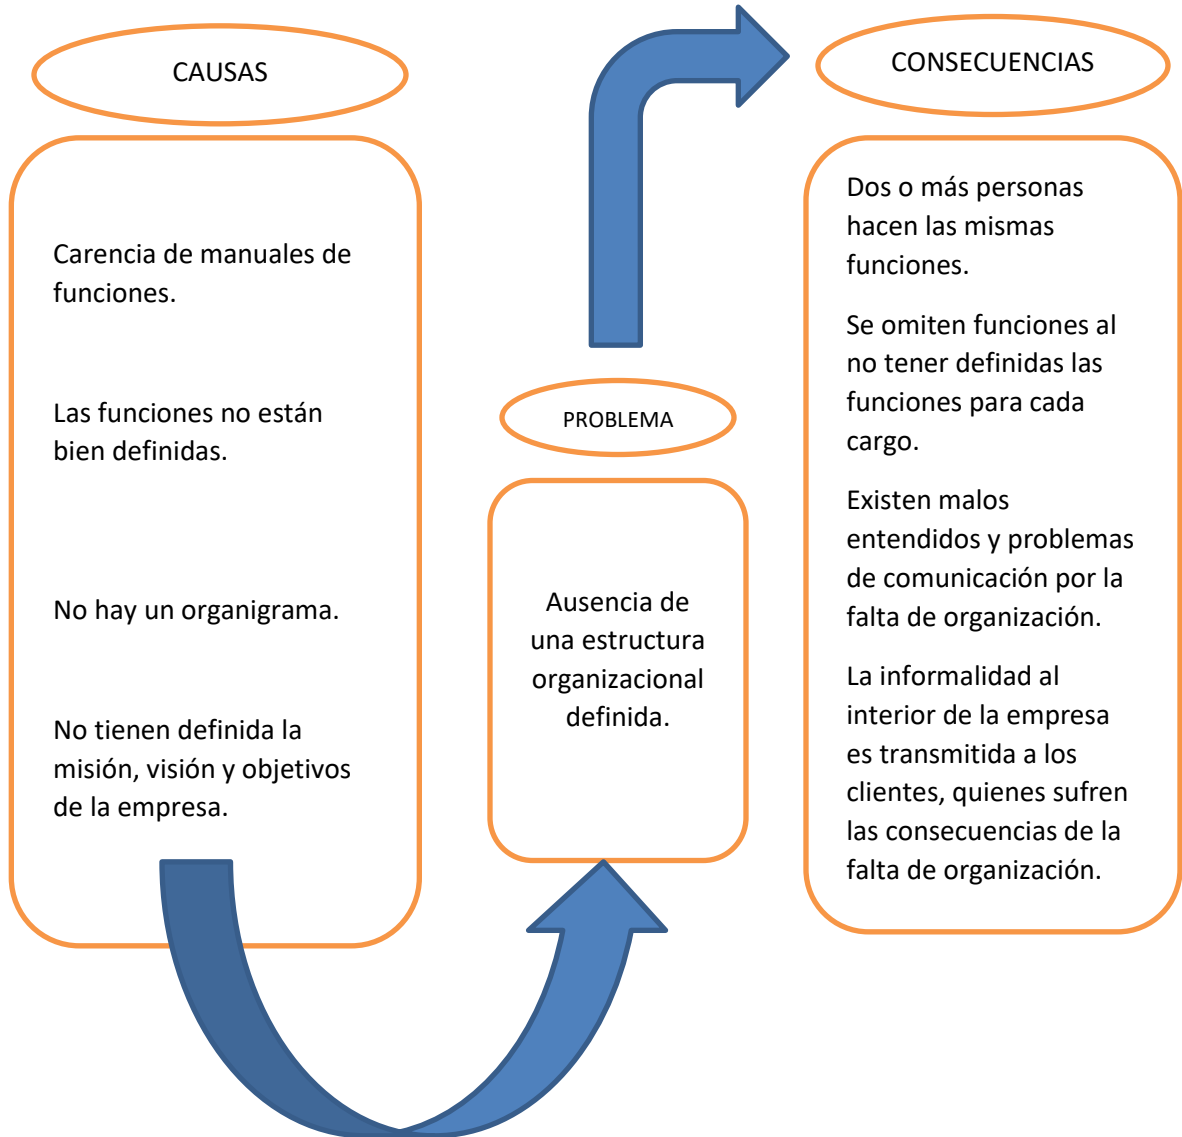 CAUSAS
Carencia de manuales de
funciones.
Las funciones no están
bien definidas.
No hay un organigrama.
No tienen definida la
misión, visión y objetivos
de la empresa.
PROBLEMA
Ausencia de
una estructura
organizacional
definida.
CONSECUENCIAS
Dos o más personas
hacen las mismas
funciones.
Se omiten funciones al
no tener definidas las
funciones para cada
cargo.
Existen malos
entendidos y problemas
de comunicación por la
falta de organización.
La informalidad al
interior de la empresa
es transmitida a los
clientes, quienes sufren
las consecuencias de la
falta de organización.